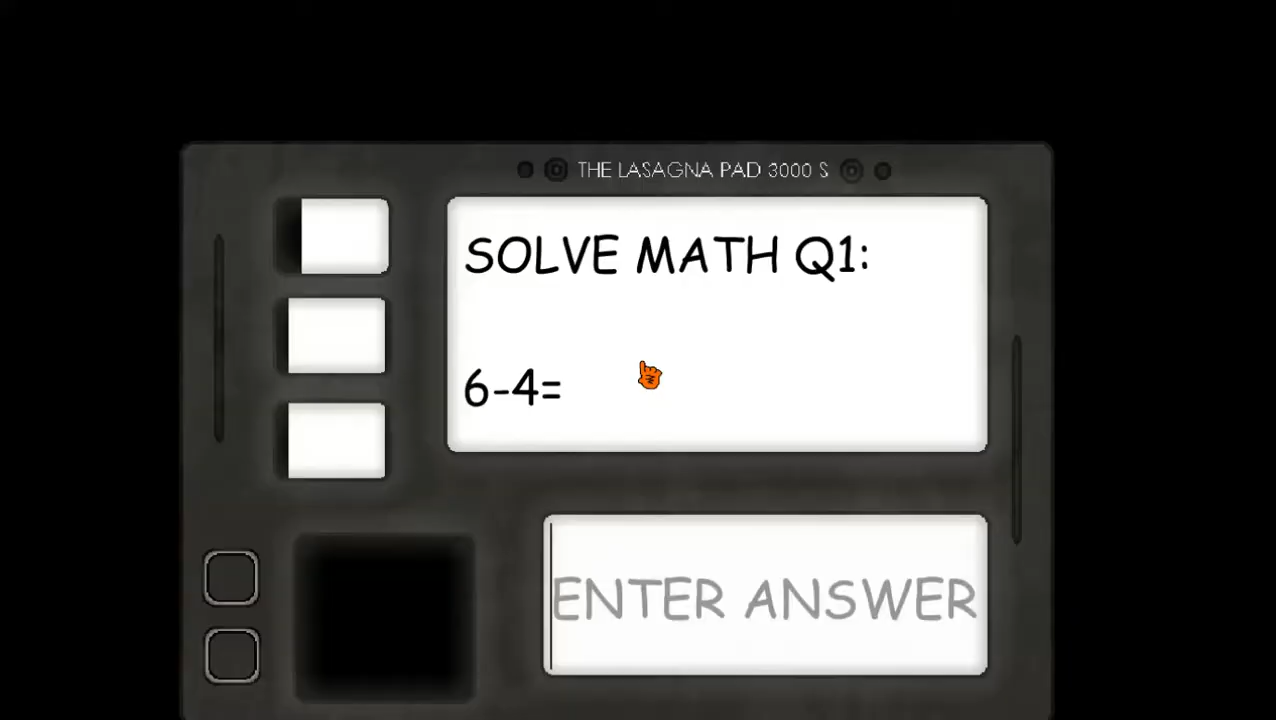 THE LASAGNA PAD 3000 S
SOLVE MATH Q1:
6-4=
ENTER ANSWER